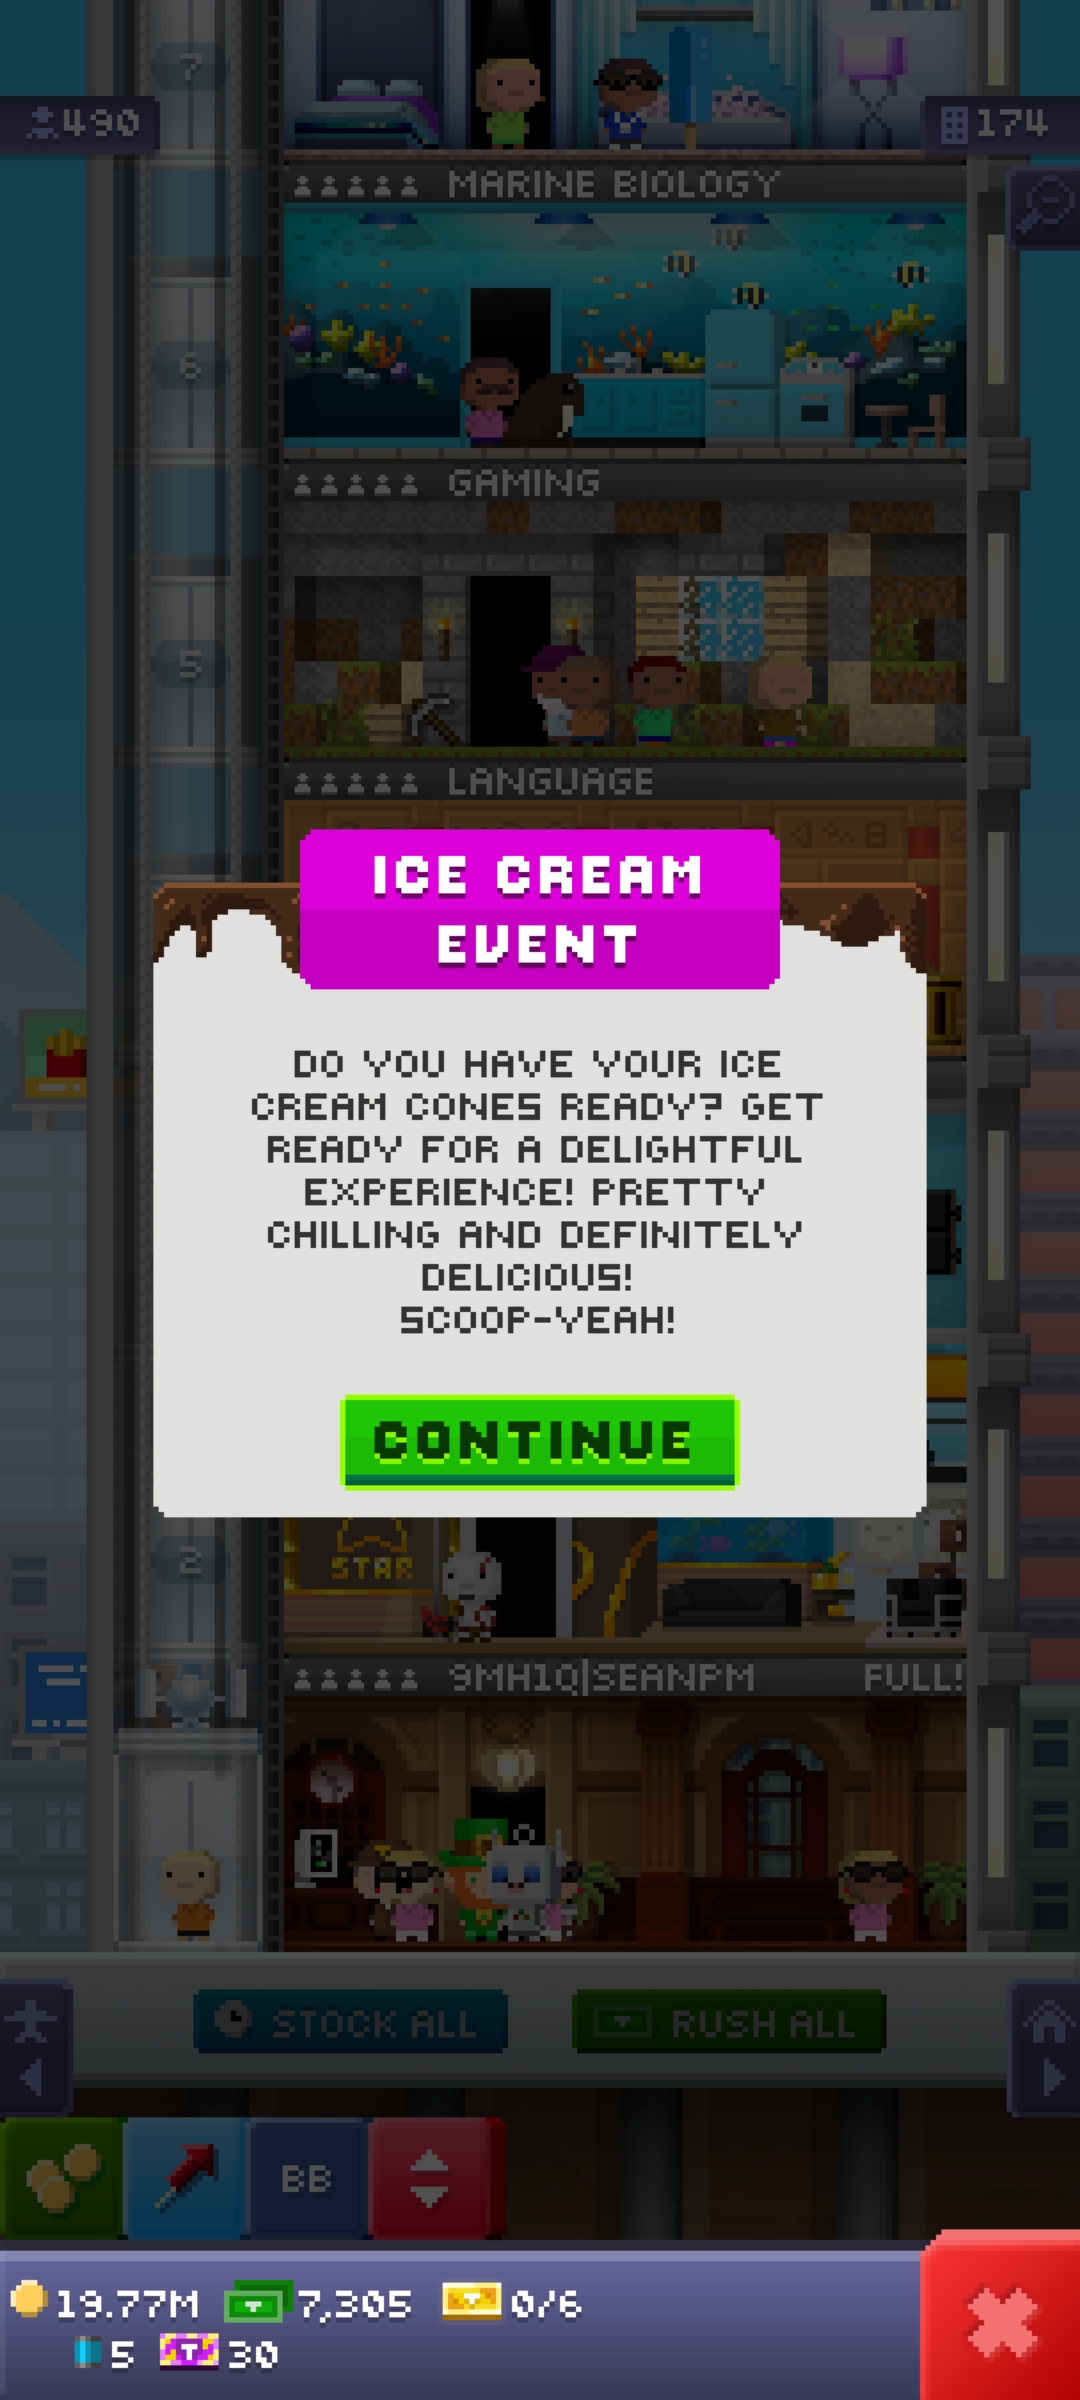 7
490
174
MARINE BIOLOGY
6
GAMING
5
LANGUAGE
ICE CREAM
EVENT
DO YOU HAVE YOUR ICE
CREAM CONES READY? GET
READY FOR A DELIGHTFUL
EXPERIENCE! PRETTY
CHILLING AND DEFINITELY
DELICIOUS!
SCOOP-YEAH!
CONTINUE
2
STAR
9MH1Q|SEANPM FULL!
STOCK ALL
RUSH ALL
BB
19.77M 7,305 0/6
5 30